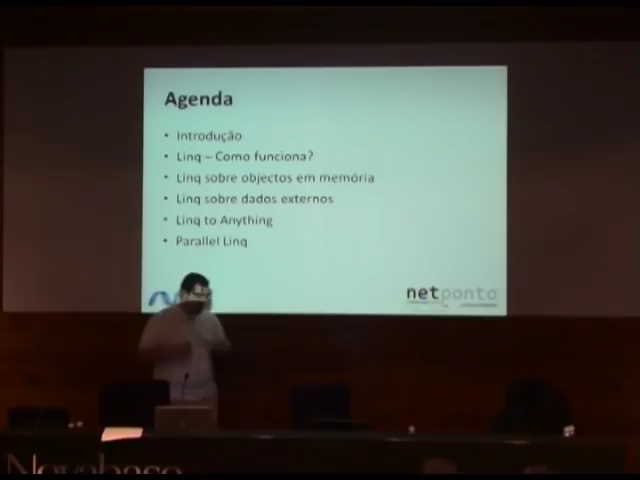 Agenda
• Introdução
• Linq – Como funciona?
• Linq sobre objectos em memória
• Linq sobre dados externos
• Linq to Anything
• Parallel Linq
netponto
Novabase